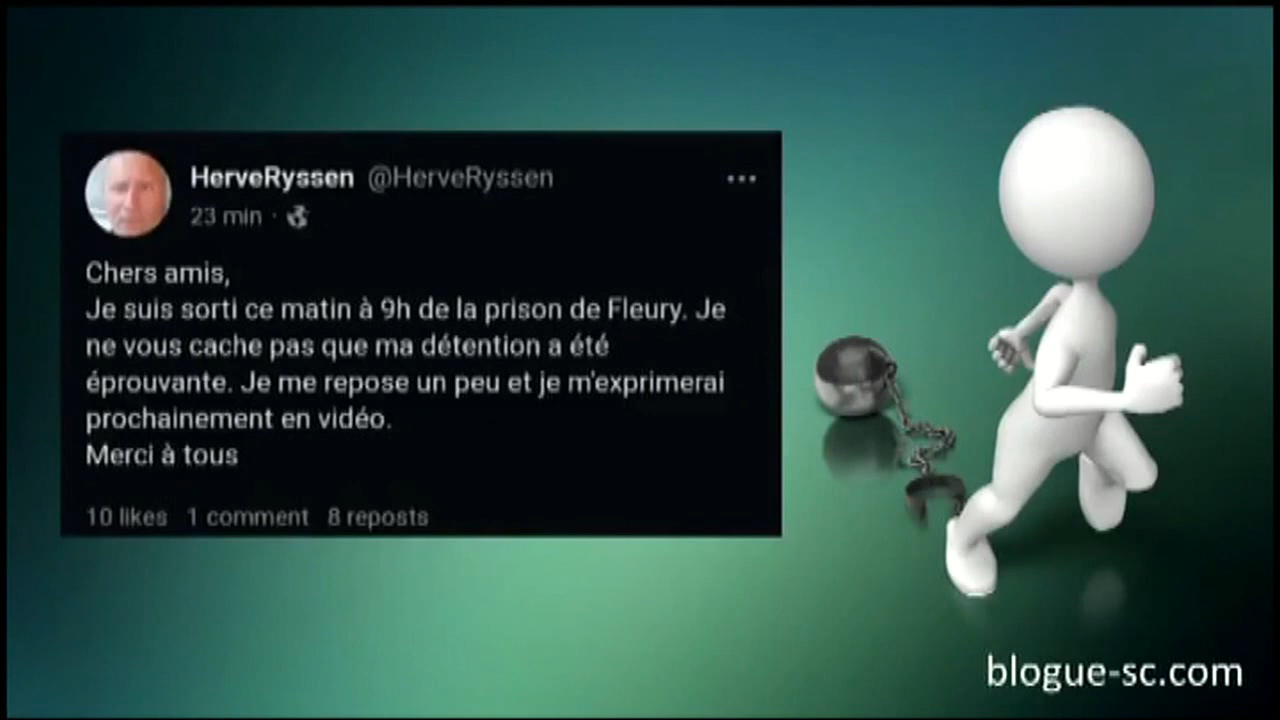 HerveRyssen @HerveRyssen
23 min ·
Chers amis,
Je suis sorti ce matin à 9h de la prison de Fleury. Je
ne vous cache pas que ma détention a été
éprouvante. Je me repose un peu et je m'exprimerai
prochainement en vidéo.
Merci à tous
10 likes 1 comment 8 reposts
blogue-sc.com